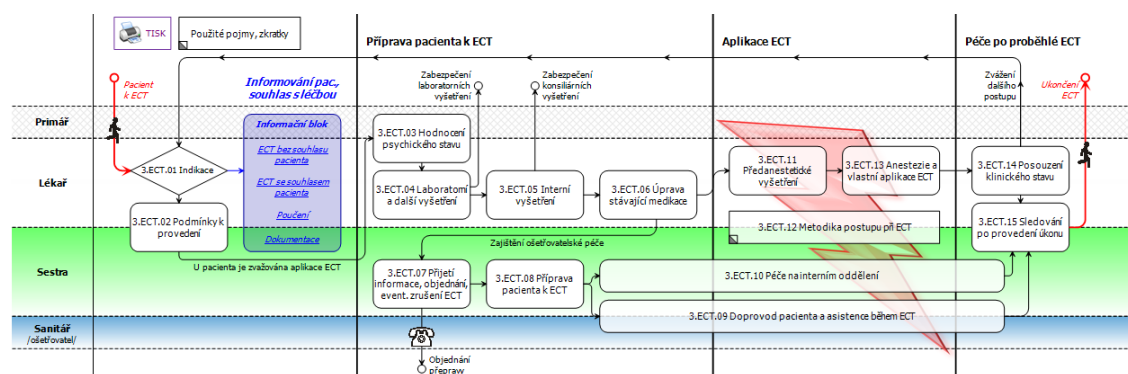 TISK
Použité pojmy, zkratky
Příprava pacienta k ECT
Aplikace ECT
Péče po proběhlé ECT
Pacient
k ECT
Informování pac.,
souhlas s léčbou
Zabezpečení
laboratorních
vyšetření
Zabezpečení
konsiliárních
vyšetření
Zvážení
dalšího
postupu
Ukončení
ECT
Primář
Lékař
Sestra
Sanitář
/ošetřovatel/
Informační blok
ECT bez souhlasu
pacienta
ECT se souhlasem
pacienta
Poučení
Dokumentace
3.ECT.01 Indikace
3.ECT.02 Podmínky k
provedení
U pacienta je zvažována aplikace ECT
3.ECT.03 Hodnocení
psychického stavu
3.ECT.04 Laboratorní
a další vyšetření
3.ECT.05 Interní
vyšetření
3.ECT.06 Úprava
stávající medikace
Zajištění ošetřovatelské péče
3.ECT.07 Přijetí
informace, objednání,
event. zrušení ECT
3.ECT.08 Příprava
pacienta k ECT
3.ECT.11
Předanestetické
vyšetření
3.ECT.13 Anestezie a
vlastní aplikace ECT
3.ECT.12 Metodika postupu při ECT
3.ECT.10 Péče na interním oddělení
3.ECT.09 Doprovod pacienta a asistence během ECT
3.ECT.14 Posouzení
klinického stavu
3.ECT.15 Sledování
po provedení úkonu
Objednání
přepravy